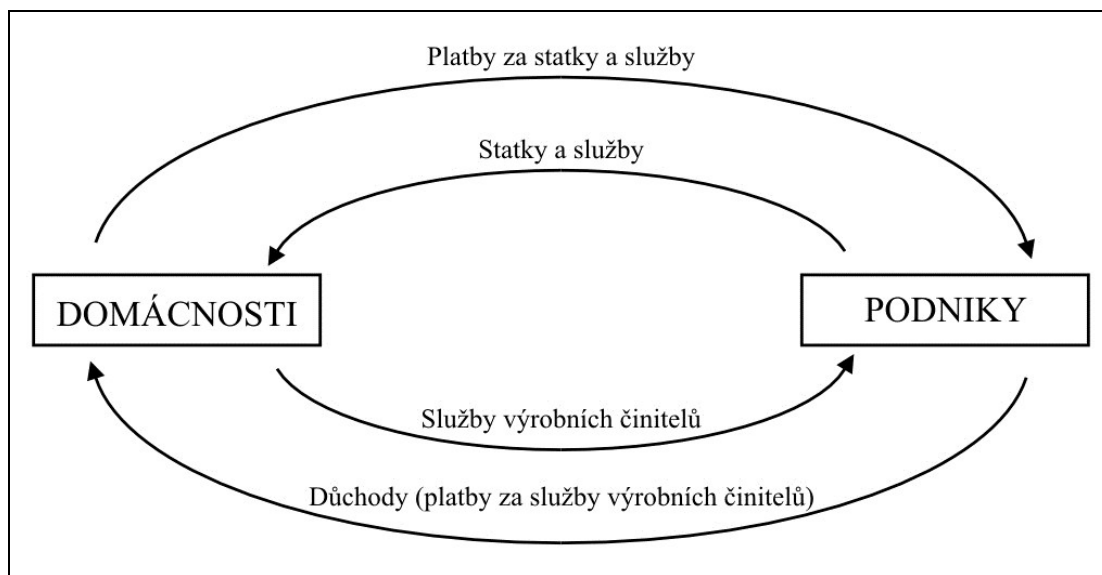 Platby za statky a služby
Statky a služby
DOMÁCNOSTI
PODNIKY
Služby výrobních činitelů
Důchody (platby za služby výrobních činitelů)